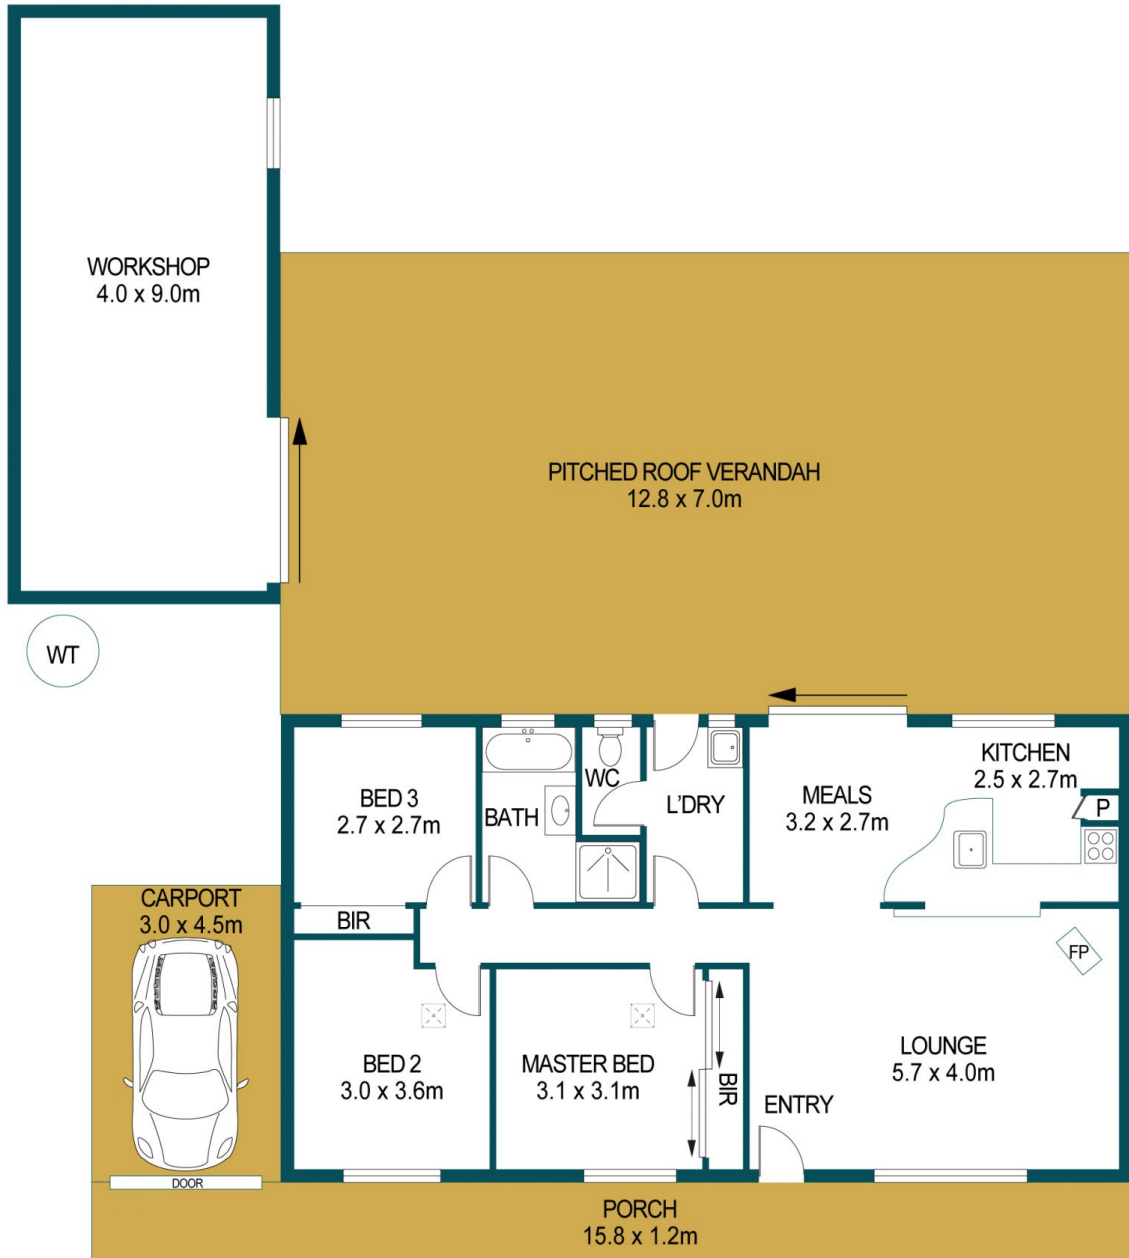 WORKSHOP
4.0 x 9.0m
PITCHED ROOF VERANDAH
12.8 x 7.0m
WT
KITCHEN
2.5 x 2.7m
WC
BED 3
2.7 x 2.7m
BATH
L'DRY
MEALS
3.2 x 2.7m
P
CARPORT
3.0 x 4.5m
BIR
FP
BED 2
3.0 x 3.6m
MASTER BED
3.1 x 3.1m
BIR
LOUNGE
5.7 x 4.0m
ENTRY
DOOR
PORCH
15.8 x 1.2m